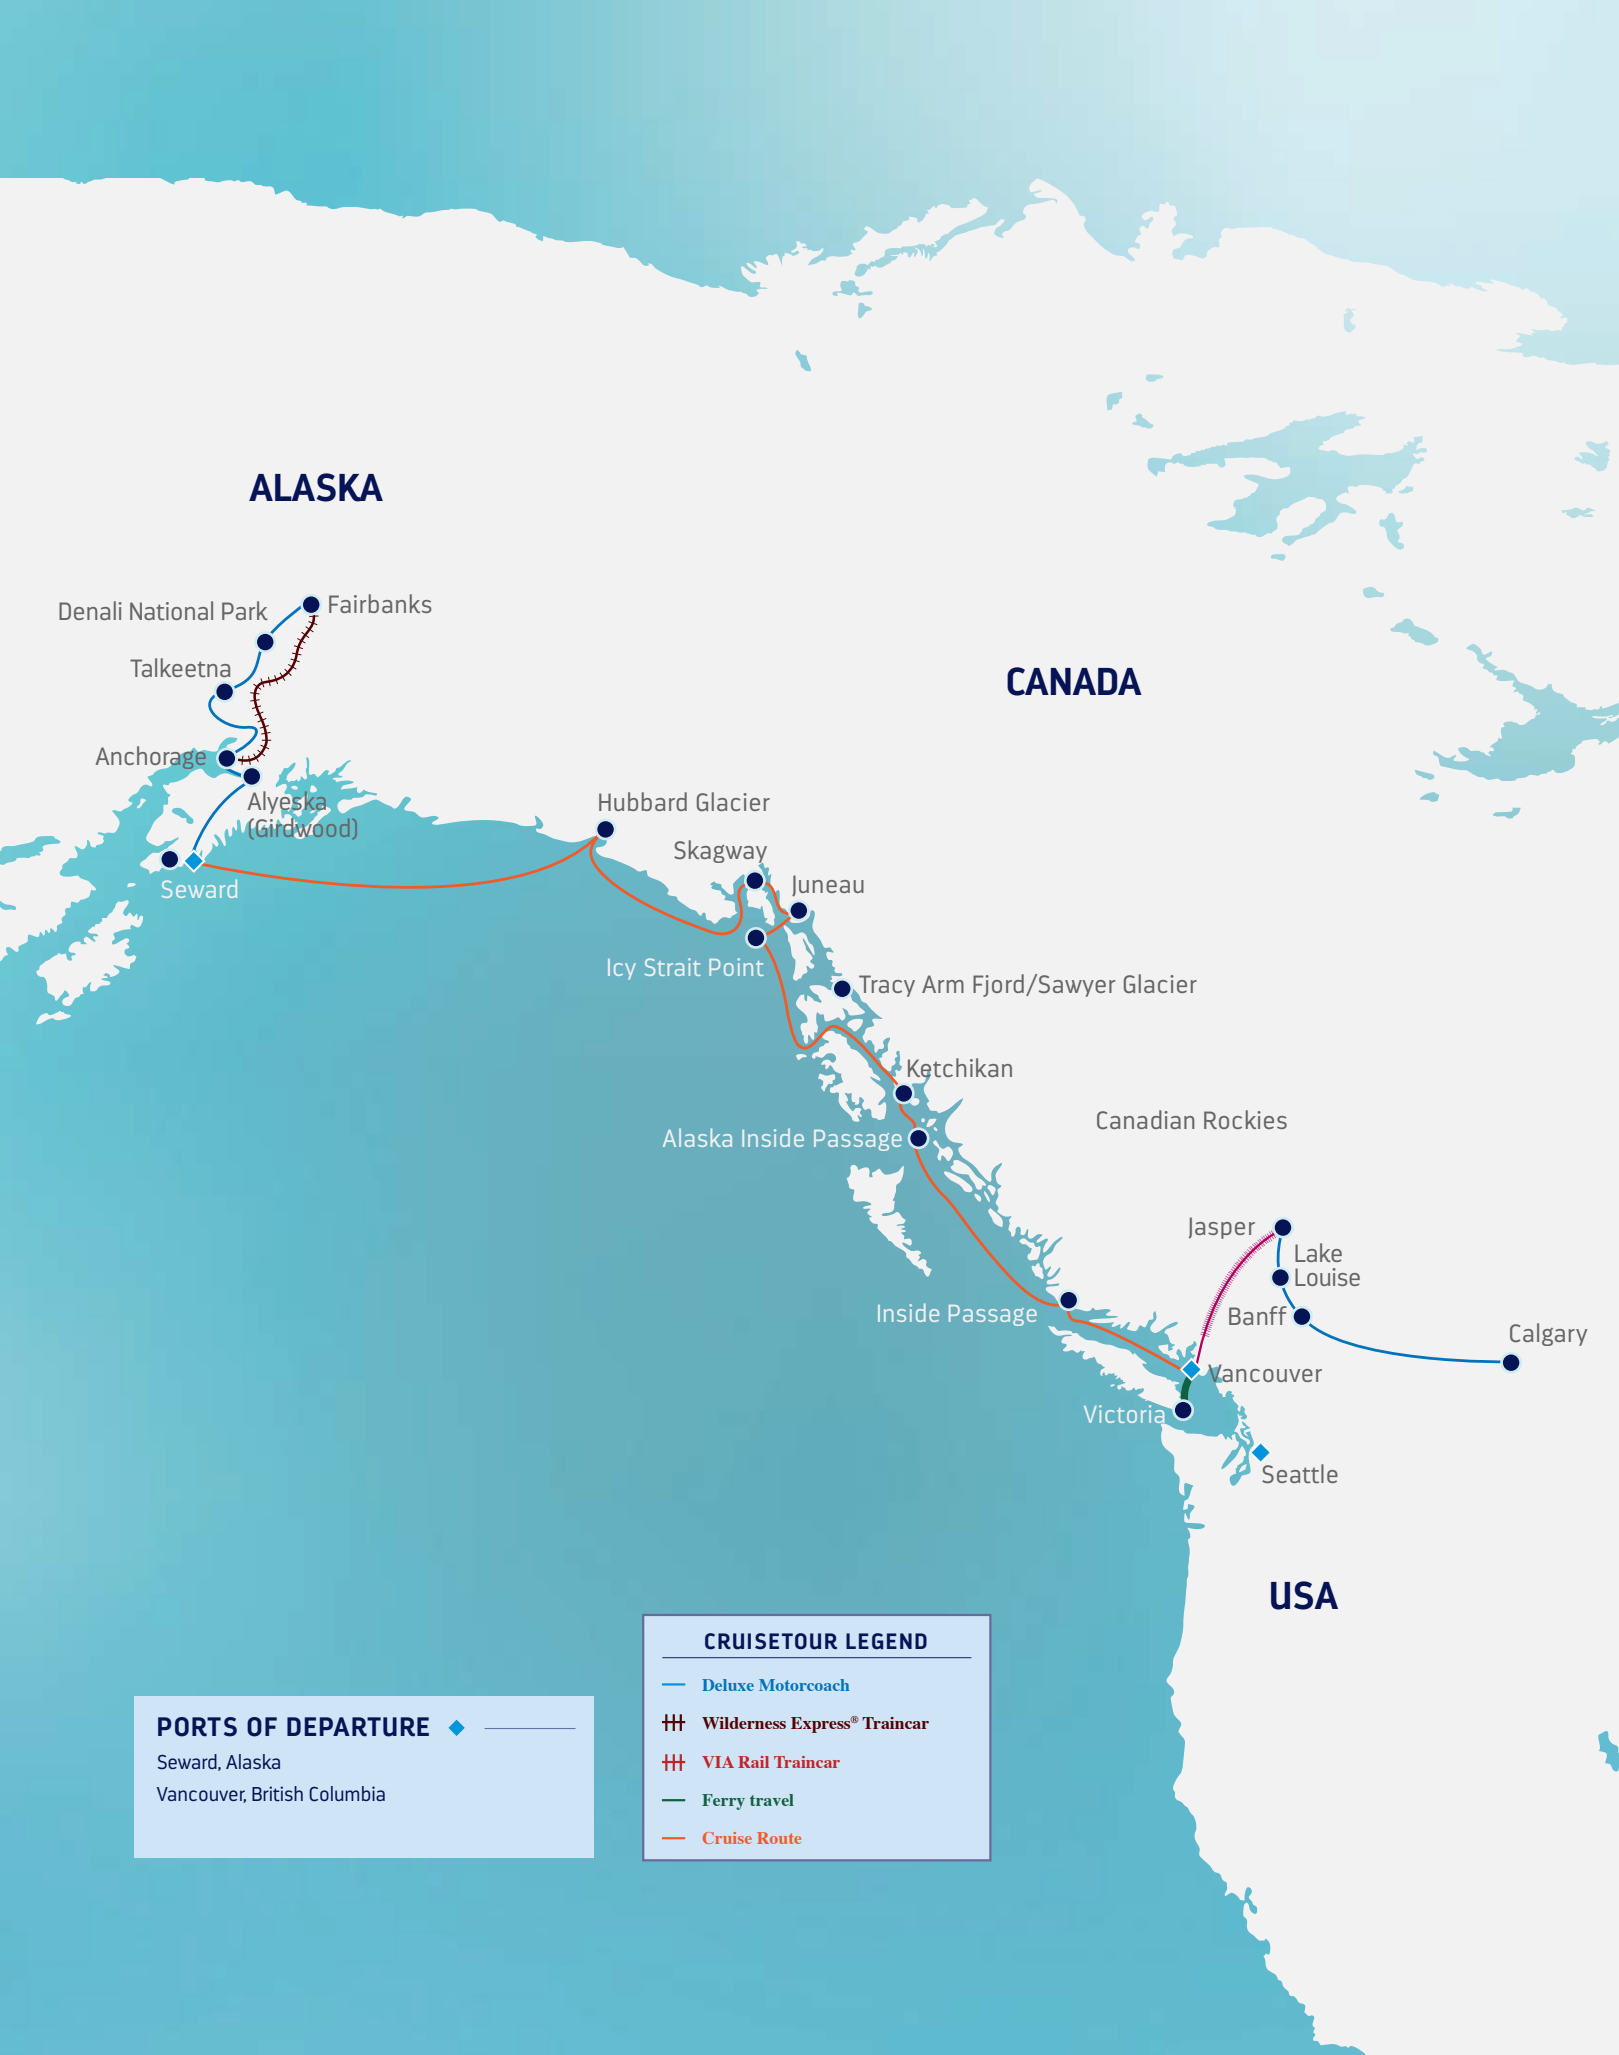 ALASKA
Denali National Park
Fairbanks
Talkeetna
CANADA
Anchorage
Alyeska
(Girdwood)
Hubbard Glacier
Skagway
Juneau
Seward
Icy Strait Point
Tracy Arm Fjord/Sawyer Glacier
Ketchikan
Canadian Rockies
Alaska Inside Passage
Jasper
Lake
Louise
Inside Passage
Banff
Calgary
Vancouver
Victoria
Seattle
USA
CRUISETOUR LEGEND
Deluxe Motorcoach
Wilderness Express® Traincar
VIA Rail Traincar
Ferry travel
Cruise Route
PORTS OF DEPARTURE
Seward, Alaska
Vancouver, British Columbia